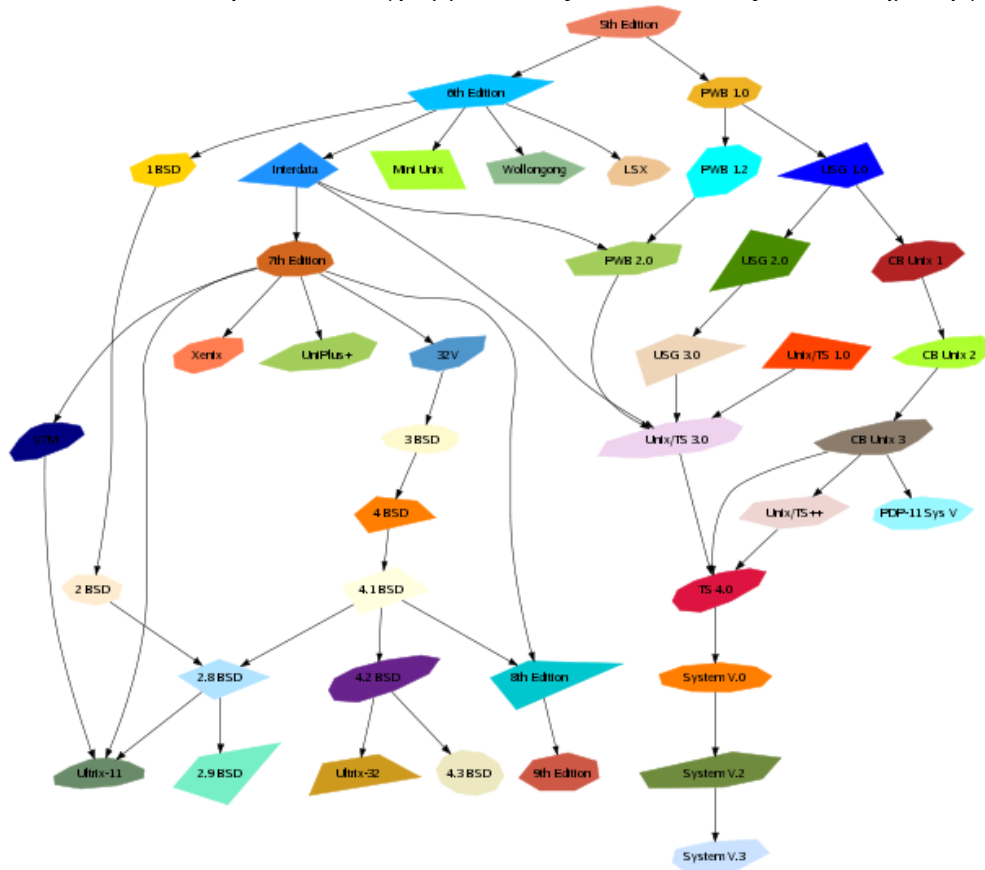 5th Edition
6th Edition
PWB 1.0
1 BSD
Interdata
Mini Unix
Wollongong
LSX
PWB 1.2
USG 1.0
7th Edition
PWB 2.0
USG 2.0
CB Unix 1
Xenix
UniPlus+
32V
USG 3.0
Unix/TS 1.0
CB Unix 2
V7M
3 BSD
Unix/TS 3.0
CB Unix 3
4 BSD
Unix/TS++
PDP-11 Sys V
2 BSD
4.1 BSD
TS 4.0
2.8 BSD
4.2 BSD
8th Edition
System V.0
Ultrix-11
2.9 BSD
Ultrix-32
4.3 BSD
9th Edition
System V.2
System V.3